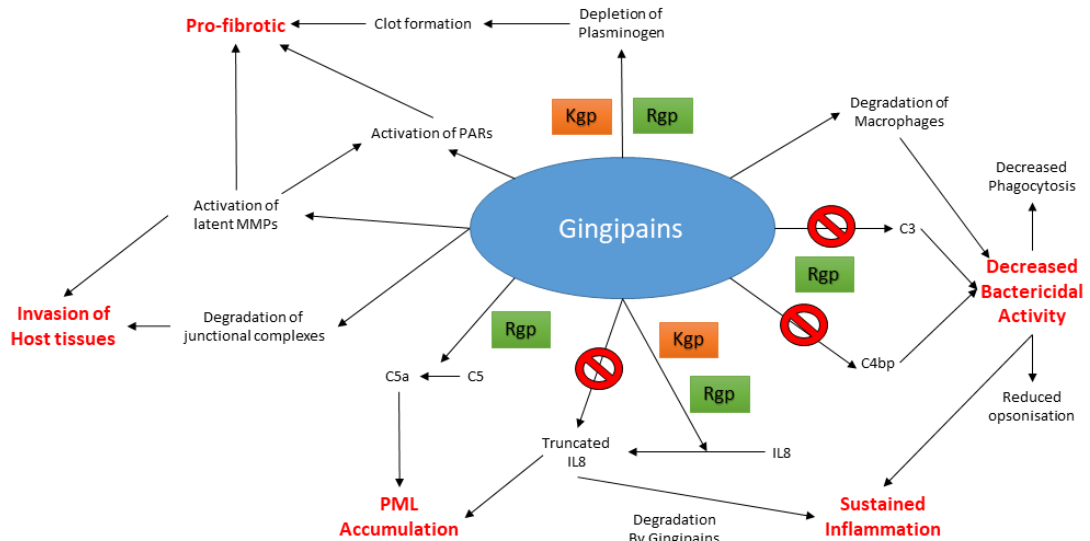 Pro-fibrotic
Clot formation
Depletion of
Plasminogen
Kgp
Rgp
Degradation of
Macrophages
Activation of PARs
Decreased
Phagocytosis
Activation of
latent MMPs
Gingipains
C3
Rgp
Decreased
Bactericidal
Activity
Invasion of
Host tissues
Degradation of
junctional complexes
Rgp
Kgp
C4bp
C5a
C5
Rgp
Reduced
opsonisation
Truncated
IL8
IL8
PML
Accumulation
Sustained
Inflammation
Degradation
By Gingipains